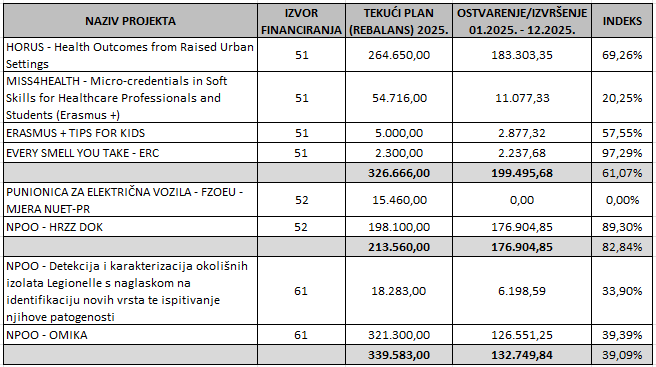 NAZIV PROJEKTA IZVOR FINANCIRANJA TEKUĆI PLAN (REBALANS) 2025. OSTVARENJE/IZVRŠENJE 01.2025. - 12.2025. INDEKS
HORUS - Health Outcomes from Raised Urban
Settings 51 264.650,00 183.303,35 69,26%
MISS4HEALTH - Micro-credentials in Soft
Skills for Healthcare Professionals and
Students (Erasmus +) 51 54.716,00 11.077,33 20,25%
ERASMUS + TIPS FOR KIDS 51 5.000,00 2.877,32 57,55%
EVERY SMELL YOU TAKE - ERC 51 2.300,00 2.237,68 97,29%
326.666,00 199.495,68 61,07%
PUNIONICA ZA ELEKTRIČNA VOZILA - FZOEU -
MJERA NUET-PR 52 15.460,00 0,00 0,00%
NPOO - HRZZ DOK 52 198.100,00 176.904,85 89,30%
213.560,00 176.904,85 82,84%
NPOO - Detekcija i karakterizacija okolišnih
izolata Legionelle s naglaskom na
identifikaciju novih vrsta te ispitivanje
njihove patogenosti 61 18.283,00 6.198,59 33,90%
NPOO - OMIKA 61 321.300,00 126.551,25 39,39%
339.583,00 132.749,84 39,09%